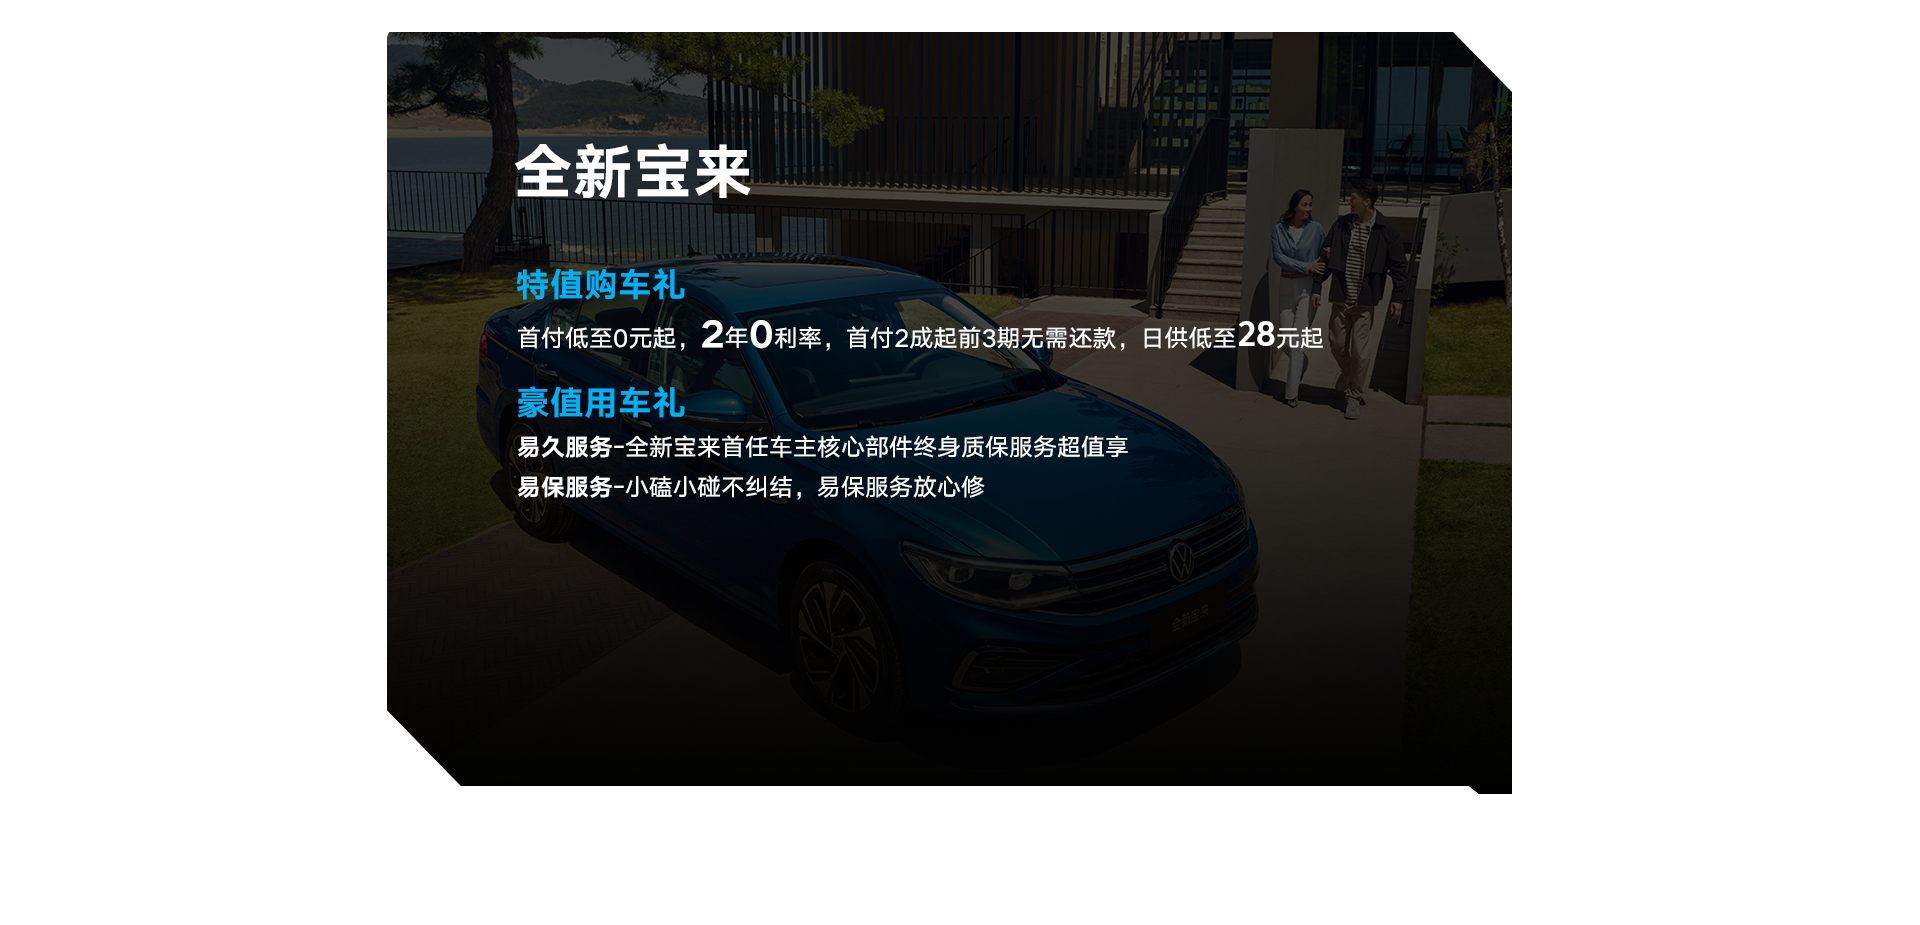 全新宝来
特值购车礼
首付低至0元起，2年0利率，首付2成起前3期无需还款，日供低至28元起
豪值用车礼
易久服务-全新宝来首任车主核心部件终身质保服务超值享
易保服务-小磕小碰不纠结，易保服务放心修
全新宝来